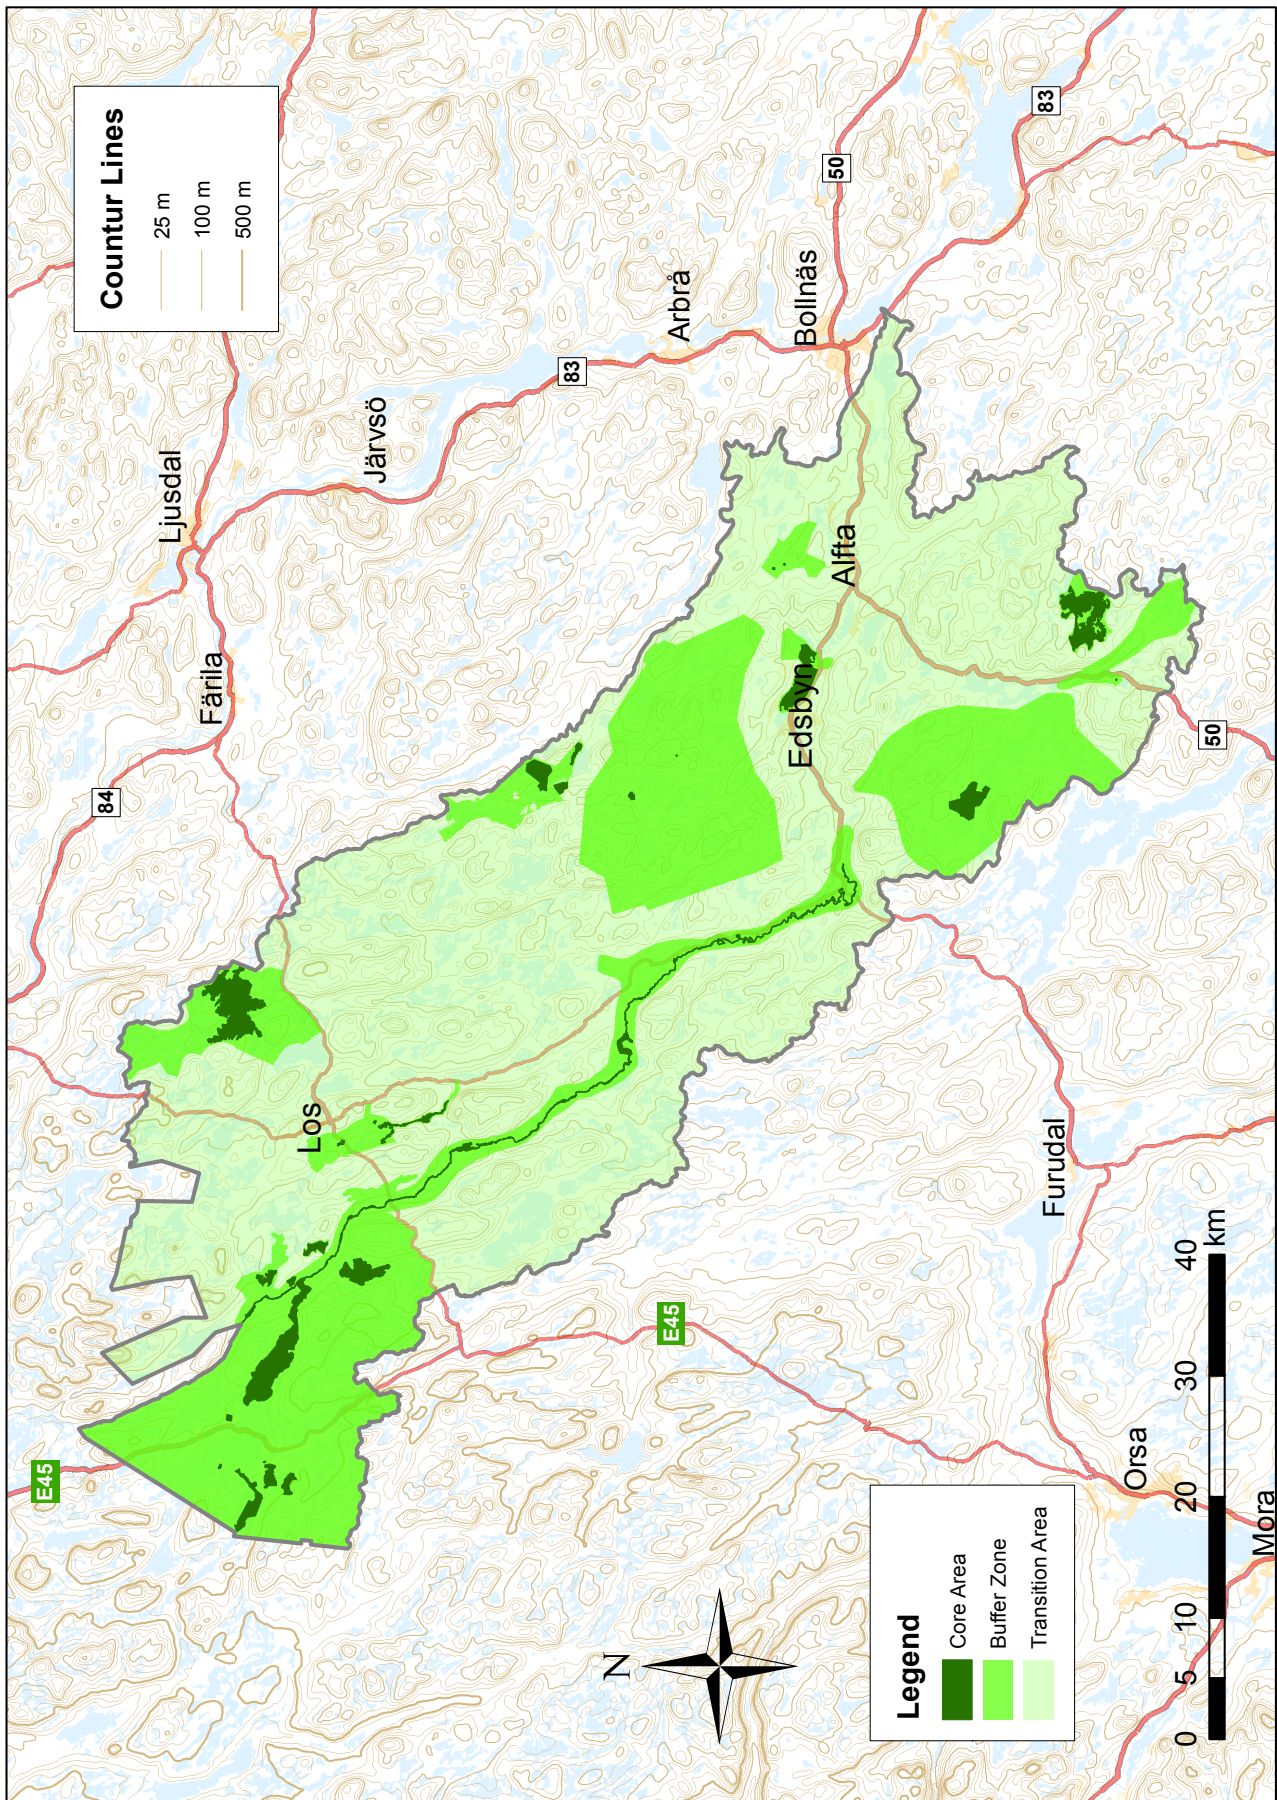 Countur Lines
25 m
100 m
500 m
Ljusdal
Färila
Järvsö
84
83
Arbrå
Bollnäs
50
83
Alfta
Edsbyn
50
Los
E45
E45
Furudal
Orsa
Mora
N
Legend
Core Area
Buffer Zone
Transition Area
0 5 10 20 30 40
km